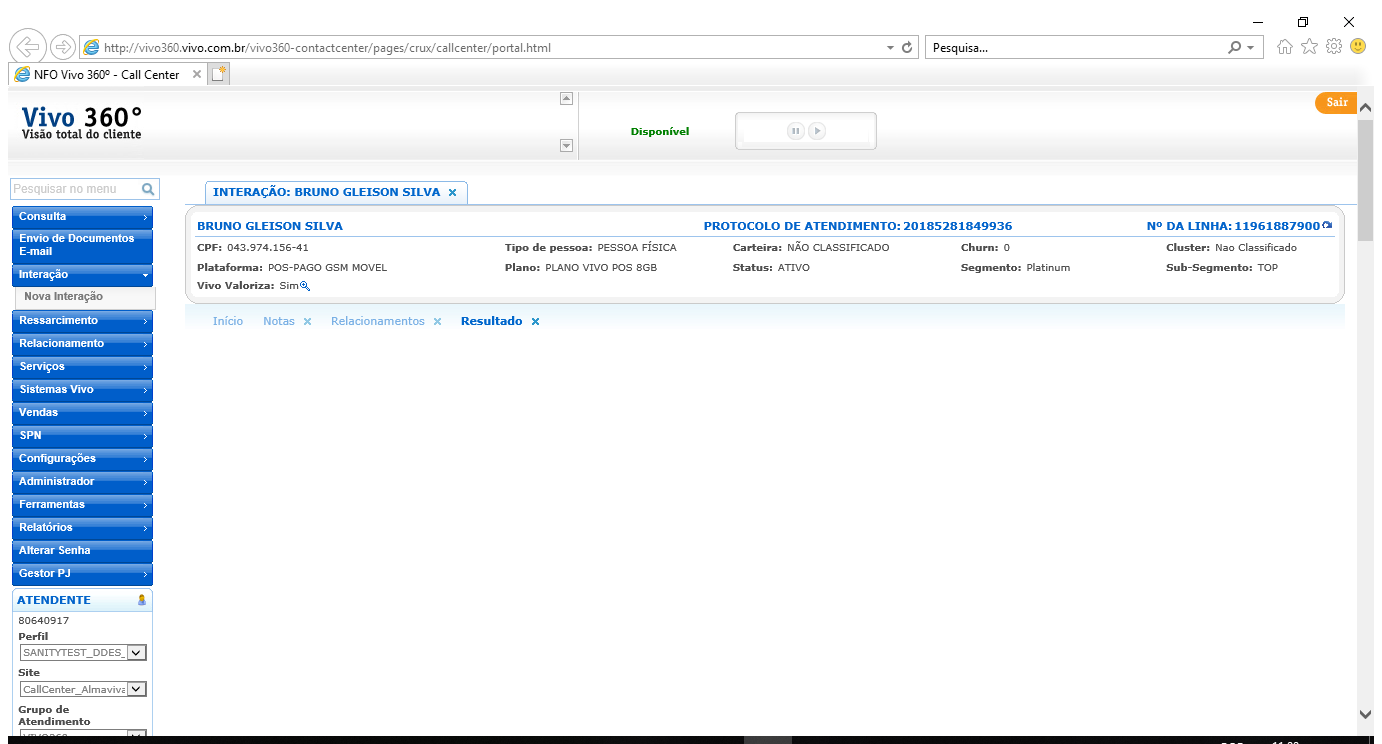 http://vivo360.vivo.com.br/vivo360-contactcenter/pages/crux/callcenter/portal.html
Pesquisa...
NFO Vivo 360º - Call Center
Sair
Vivo 360°
Visão total do cliente
Disponível
Pesquisar no menu
INTERAÇÃO: BRUNO GLEISON SILVA
Consulta
Envio de Documentos
E-mail
Interação
Nova Interação
Ressarcimento
Relacionamento
Serviços
Sistemas Vivo
Vendas
SPN
Configurações
Administrador
Ferramentas
Relatórios
Alterar Senha
Gestor PJ
ATENDENTE
80640917
Perfil
SANITYTEST_DDES_
Site
CallCenter_Almaviva
Grupo de
Atendimento
BRUNO GLEISON SILVA PROTOCOLO DE ATENDIMENTO: 20185281849936 Nº DA LINHA: 11961887900
CPF: 043.974.156-41 Tipo de pessoa: PESSOA FÍSICA Carteira: NÃO CLASSIFICADO Churn: 0 Cluster: Nao Classificado
Plataforma: POS-PAGO GSM MOVEL Plano: PLANO VIVO POS 8GB Status: ATIVO Segmento: Platinum Sub-Segmento: TOP
Vivo Valoriza: Sim
Início Notas Relacionamentos Resultado